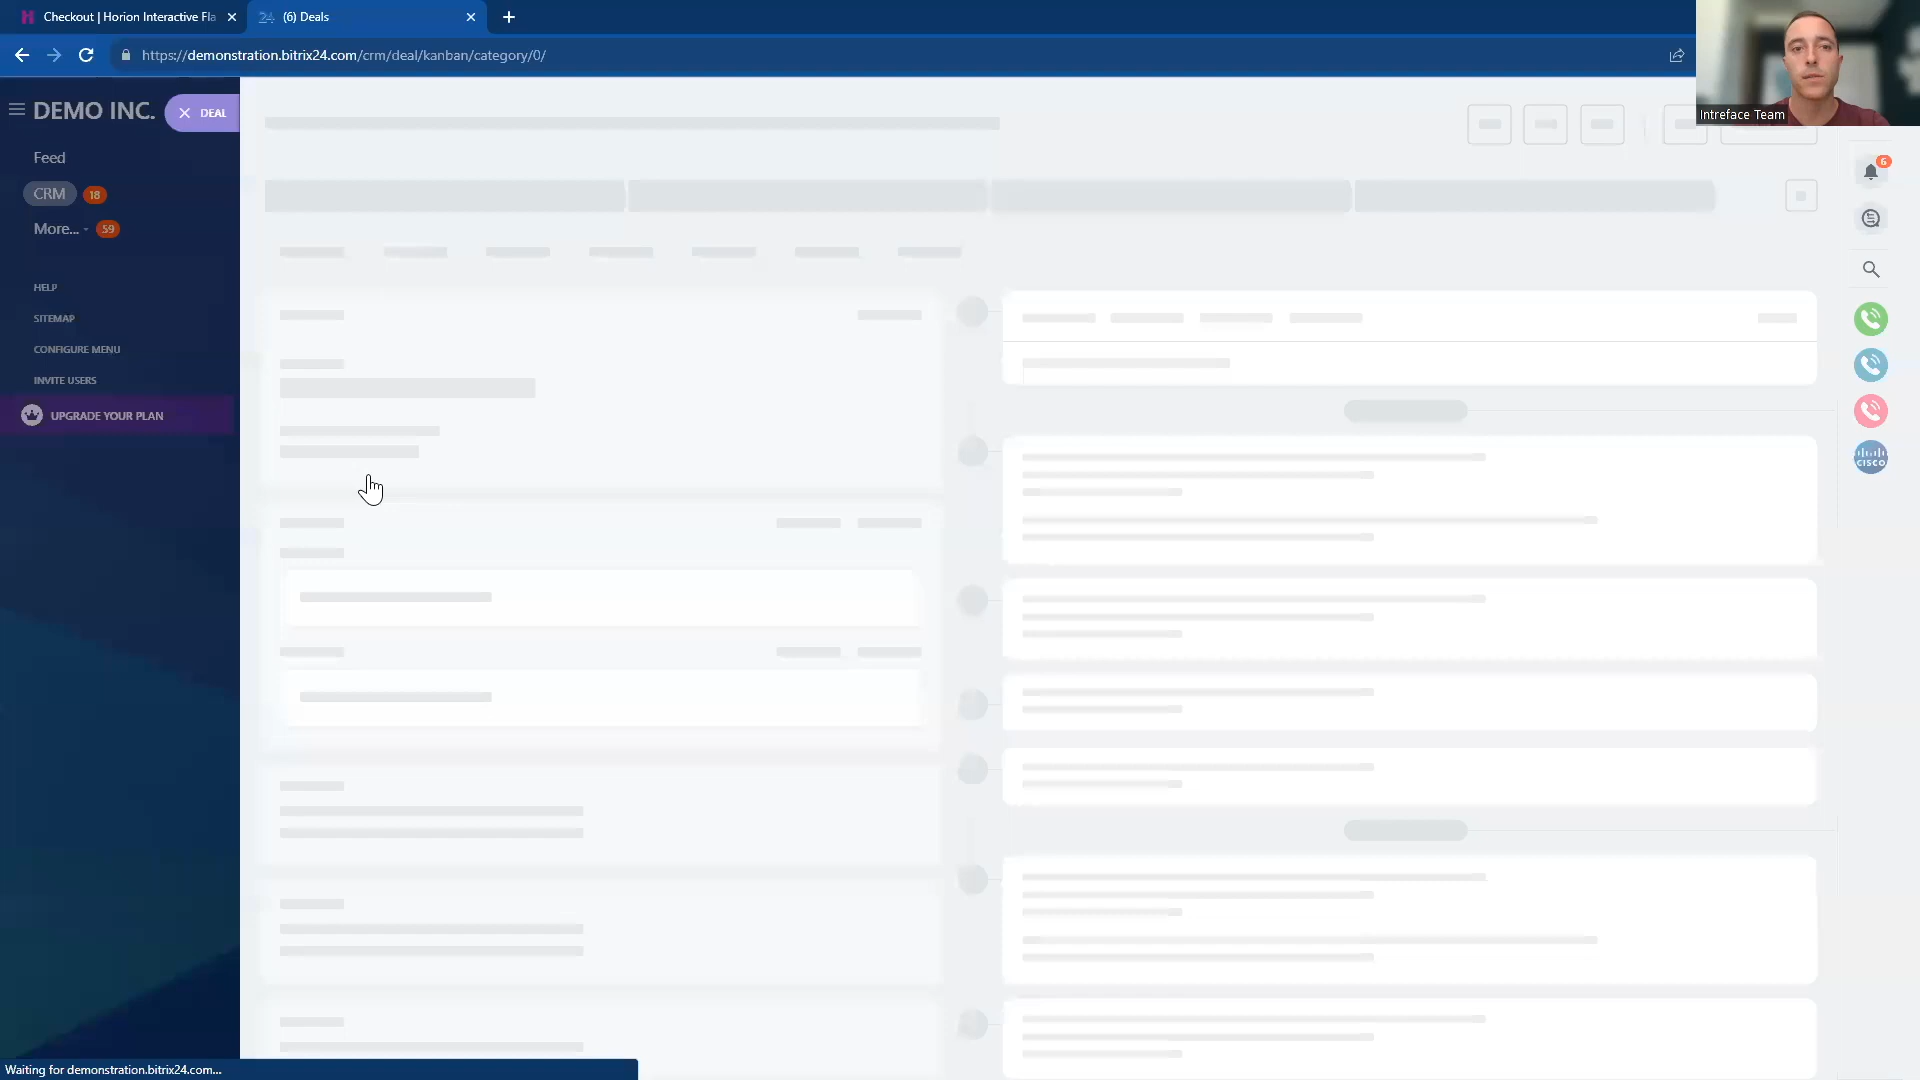 Checkout | Horion Interactive Fla
24 (6) Deals
https://demonstration.bitrix24.com/crm/deal/kanban/category/0/
Intreface Team
DEMO INC.
DEAL
Feed
CRM 18
More... 59
HELP
SITEMAP
CONFIGURE MENU
INVITE USERS
UPGRADE YOUR PLAN
6
CISCO
Waiting for demonstration.bitrix24.com...